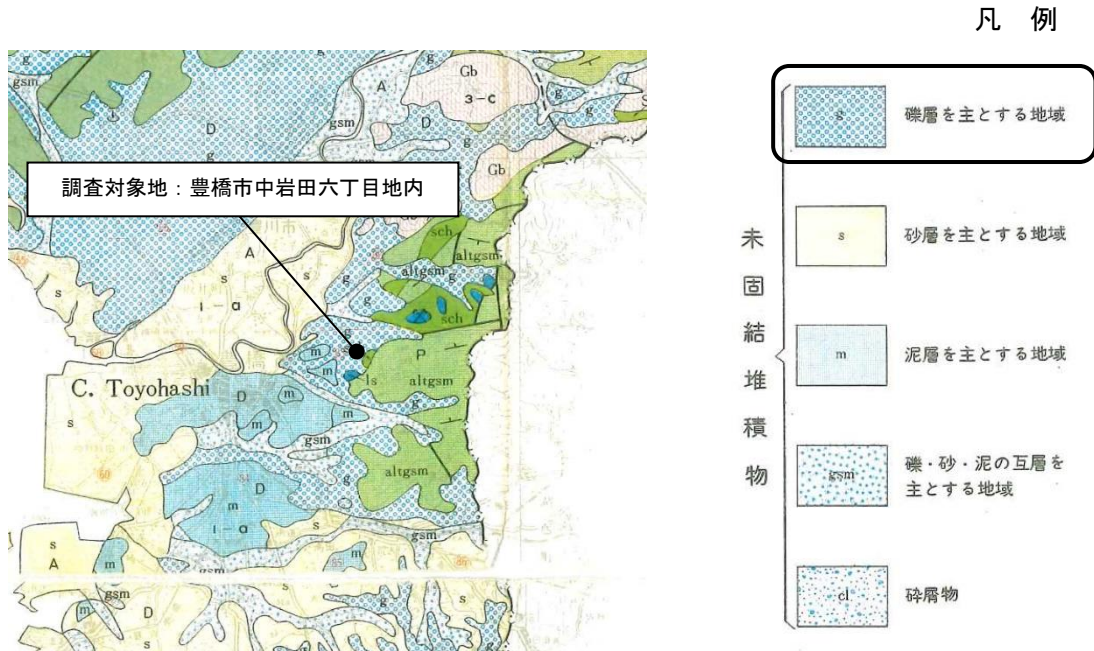 凡 例
g
Gb
gsm
A
3-C
g
D
g
gsm
D
g
g
Gb
調査対象地：豊橋市中岩田六丁目地内
sch
altgsm
A
s
s
s
1-a
g
altgsm
g
g
sch
m
P
m
ls
altgsm
C. Toyohashi
D
m
g
s
m
m
gsm
altgsm
60
g
D
m
1-a
s
gsm
s
m
A
m
gsm
gsm
m
D
s
g
s
s
未固結堆積物
g
礫層を主とする地域
s
砂層を主とする地域
m
泥層を主とする地域
gsm
礫・砂・泥の互層を
主とする地域
cl
砕屑物